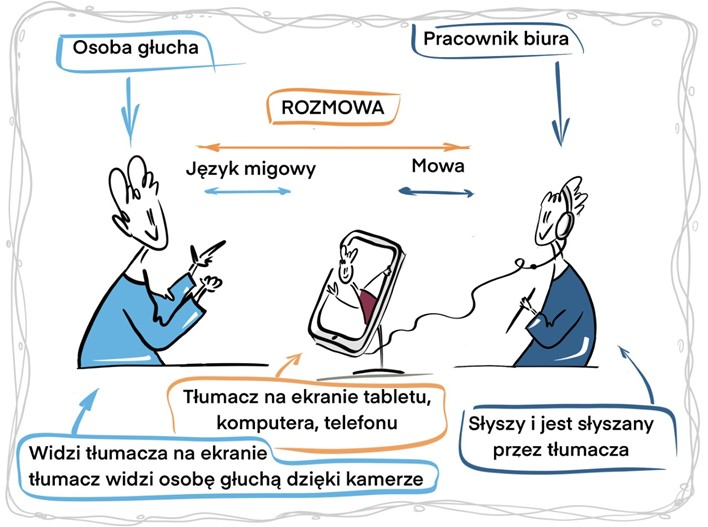 Osoba głucha
Pracownik biura
ROZMOWA
Język migowy
Mowa
Tłumacz na ekranie tabletu,
komputera, telefonu
Widzi tłumacza na ekranie
tłumacz widzi osobę głuchą dzięki kamerze
Słyszy i jest słyszany
przez tłumacza